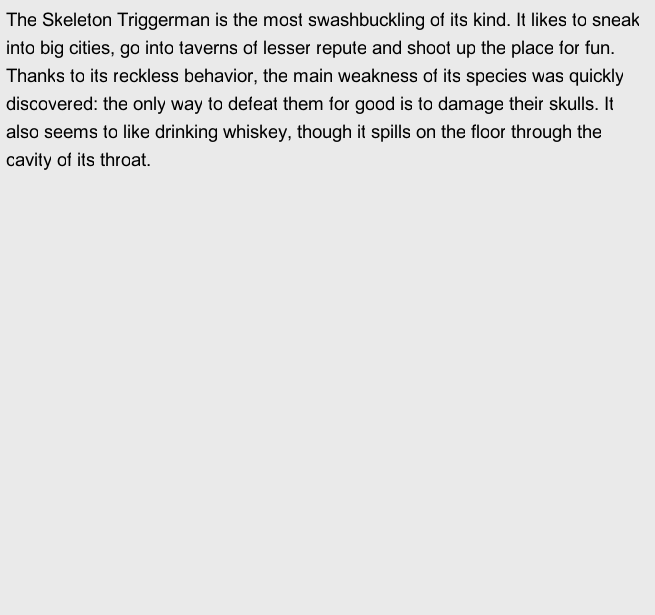 The Skeleton Triggerman is the most swashbuckling of its kind. It likes to sneak
into big cities, go into taverns of lesser repute and shoot up the place for fun.
Thanks to its reckless behavior, the main weakness of its species was quickly
discovered: the only way to defeat them for good is to damage their skulls. It
also seems to like drinking whiskey, though it spills on the floor through the
cavity of its throat.